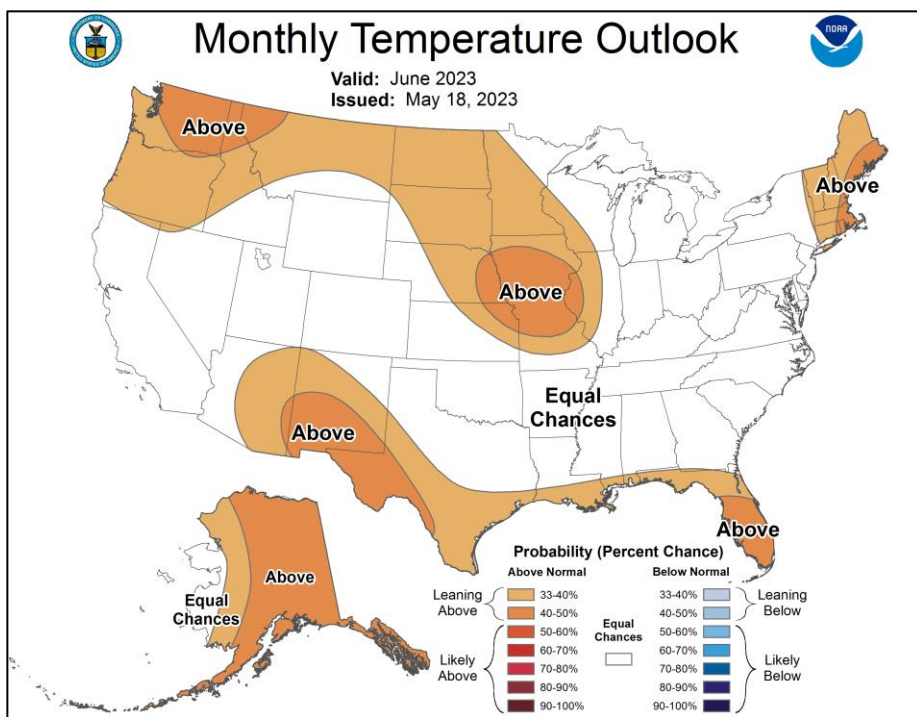 Monthly Temperature Outlook
NOAA
Valid: June 2023
Issued: May 18, 2023
Above
Above
Above
Equal
Chances
Above
Above
Above
Equal
Chances
Probability (Percent Chance)
Above Normal
Below Normal
Leaning
Above
33-40%
40-50%
Likely
Above
50-60%
60-70%
70-80%
80-90%
90-100%
Equal
Chances
33-40%
40-50%
Leaning
Below
50-60%
60-70%
70-80%
80-90%
90-100%
Likely
Below